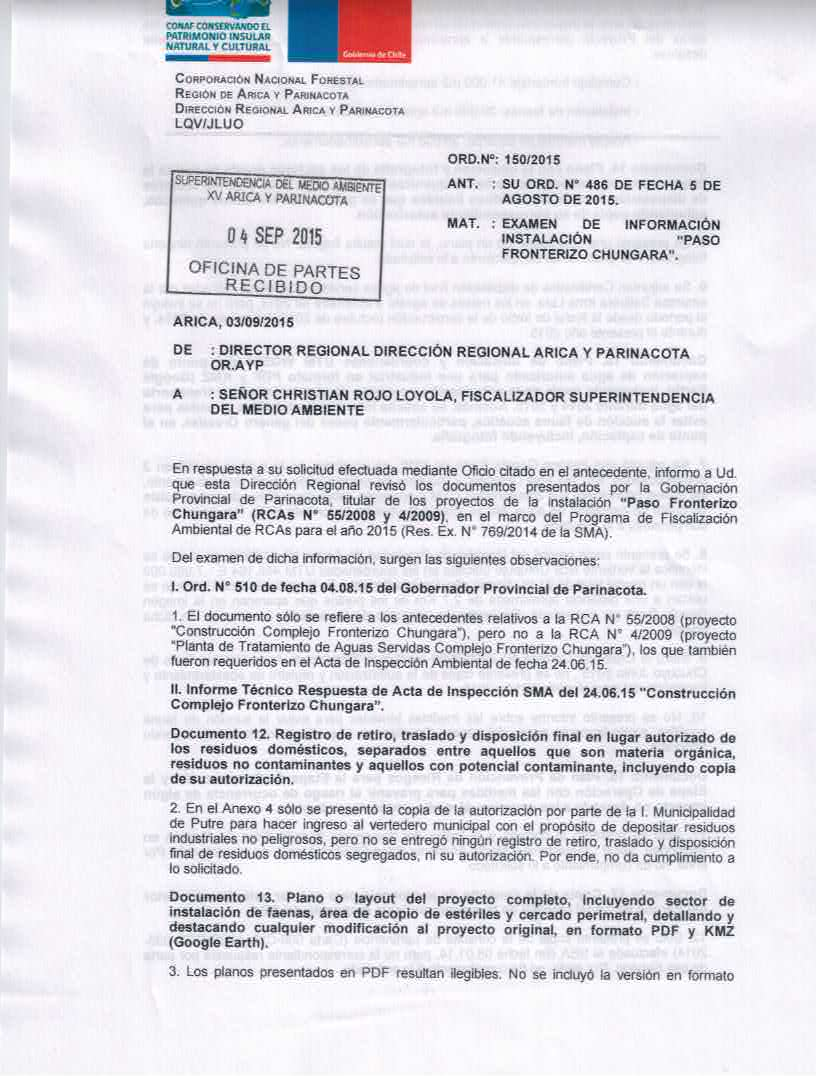 CONAF CONSERVANDO EL
PATRIMONIO INSULAR
NATURAL Y CULTURAL
Gobierno de Chile
CORPORACIÓN NACIONAL FORESTAL
REGIÓN DE ARICA Y PARINACOTA
DIRECCIÓN REGIONAL ARICA Y PARINACOTA
LQV/JLUO
ORD.Nº: 150/2015
ANT. : SU ORD. N° 486 DE FECHA 5 DE
AGOSTO DE 2015.
MAT. : EXAMEN DE INFORMACIÓN
INSTALACIÓN "PASO
FRONTERIZO CHUNGARA".
SUPERINTENDENCIA DEL MEDIO AMBIENTE
XV ARICA Y PARINACOTA
04 SEP 2015
OFICINA DE PARTES
RECIBIDO
ARICA, 03/09/2015
DE : DIRECTOR REGIONAL DIRECCIÓN REGIONAL ARICA Y PARINACOTA
OR.AYP
A : SEÑOR CHRISTIAN ROJO LOYOLA, FISCALIZADOR SUPERINTENDENCIA
DEL MEDIO AMBIENTE
En respuesta a su solicitud efectuada mediante Oficio citado en el antecedente, informo a Ud.
que esta Dirección Regional revisó los documentos presentados por la Gobernación
Provincial de Parinacota, titular de los proyectos de la instalación "Paso Fronterizo
Chungara" (RCAs N° 55/2008 y 4/2009), en el marco del Programa de Fiscalización
Ambiental de RCAs para el año 2015 (Res. Ex. N° 769/2014 de la SMA).
Del examen de dicha información, surgen las siguientes observaciones:
I. Ord. N° 510 de fecha 04.08.15 del Gobernador Provincial de Parinacota.
1. El documento sólo se refiere a los antecedentes relativos a la RCA N° 55/2008 (proyecto
"Construcción Complejo Fronterizo Chungara"), pero no a la RCA N° 4/2009 (proyecto
"Planta de Tratamiento de Aguas Servidas Complejo Fronterizo Chungara"), los que también
fueron requeridos en el Acta de Inspección Ambiental de fecha 24.06.15.
II. Informe Técnico Respuesta de Acta de Inspección SMA del 24.06.15 "Construcción
Complejo Fronterizo Chungara".
Documento 12. Registro de retiro, traslado y disposición final en lugar autorizado de
los residuos domésticos, separados entre aquellos que son materia orgánica,
residuos no contaminantes y aquellos con potencial contaminante, incluyendo copia
de su autorización.
2. En el Anexo 4 sólo se presentó la copia de la autorización por parte de la I. Municipalidad
de Putre para hacer ingreso al vertedero municipal con el propósito de depositar residuos
industriales no peligrosos, pero no se entregó ningún registro de retiro, traslado y disposición
final de residuos domésticos segregados, ni su autorización. Por ende, no da cumplimiento a
lo solicitado.
Documento 13. Plano o layout del proyecto completo, incluyendo sector de
instalación de faenas, área de acopio de estériles y cercado perimetral, detallando y
destacando cualquier modificación al proyecto original, en formato PDF y KMZ
(Google Earth).
3. Los planos presentados en PDF resultan ilegibles. No se incluyó la versión en formato